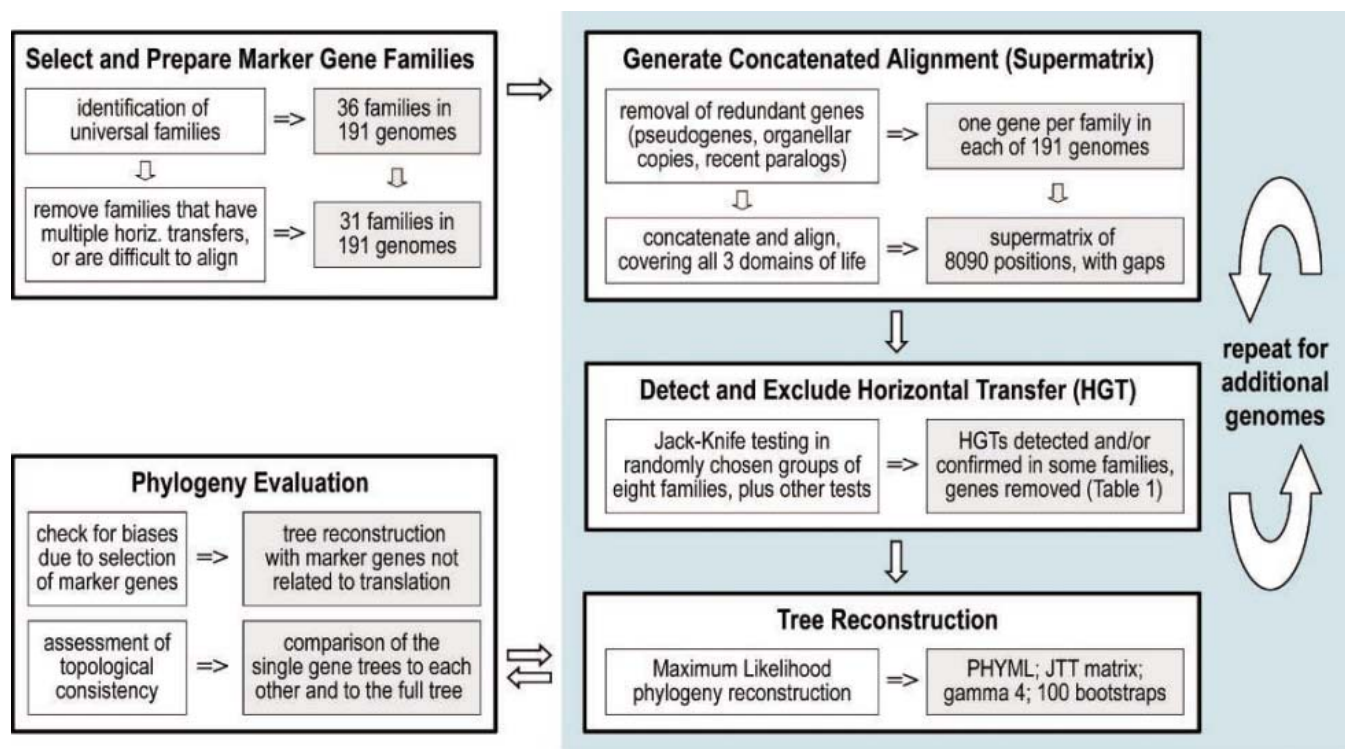 Select and Prepare Marker Gene Families
identification of
universal families
=>
36 families in
191 genomes
remove families that have
multiple horiz. transfers,
or are difficult to align
=>
31 families in
191 genomes
Generate Concatenated Alignment (Supermatrix)
removal of redundant genes
(pseudogenes, organellar
copies, recent paralogs)
=>
one gene per family in
each of 191 genomes
concatenate and align,
covering all 3 domains of life
=>
supermatrix of
8090 positions, with gaps
repeat for
additional
genomes
Detect and Exclude Horizontal Transfer (HGT)
Jack-Knife testing in
randomly chosen groups of
eight families, plus other tests
=>
HGTs detected and/or
confirmed in some families,
genes removed (Table 1)
Tree Reconstruction
Maximum Likelihood
phylogeny reconstruction
=>
PHYML; JTT matrix;
gamma 4; 100 bootstraps
Phylogeny Evaluation
check for biases
due to selection
of marker genes
=>
tree reconstruction
with marker genes not
related to translation
assessment of
topological
consistency
=>
comparison of the
single gene trees to each
other and to the full tree